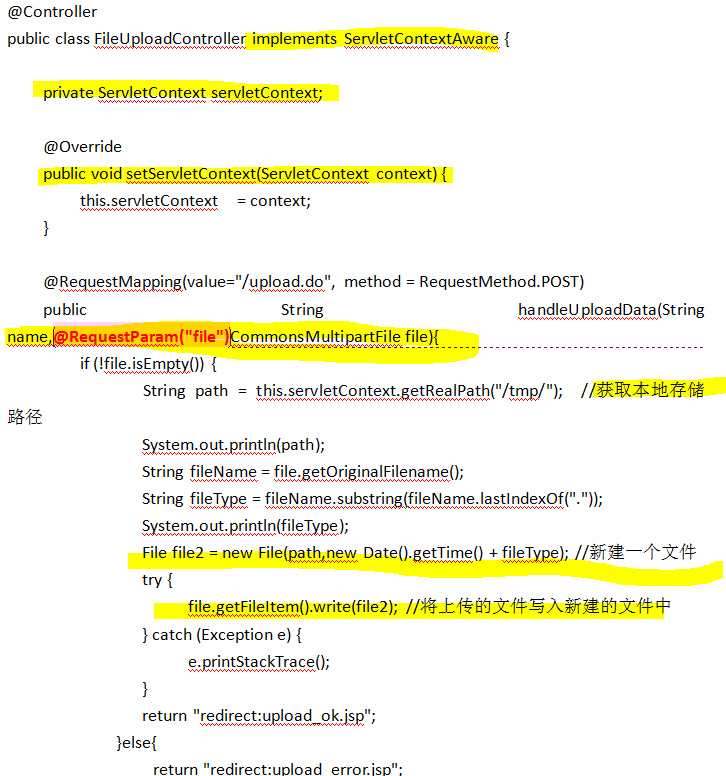 @Controller
public class FileUploadController implements ServletContextAware {
private ServletContext servletContext;
@Override
public void setServletContext(ServletContext context) {
this.servletContext = context;
}
@RequestMapping(value="/upload.do", method = RequestMethod.POST)
public String handleUploadData(String
name,@RequestParam("file")CommonsMultipartFile file){
if (!file.isEmpty()) {
String path = this.servletContext.getRealPath("/tmp/"); //获取本地存储
路径
System.out.println(path);
String fileName = file.getOriginalFilename();
String fileType = fileName.substring(fileName.lastIndexOf("."));
System.out.println(fileType);
File file2 = new File(path,new Date().getTime() + fileType); //新建一个文件
try {
file.getFileItem().write(file2); //将上传的文件写入新建的文件中
} catch (Exception e) {
e.printStackTrace();
}
return "redirect:upload_ok.jsp";
}else{
return "redirect:upload_error.jsp";